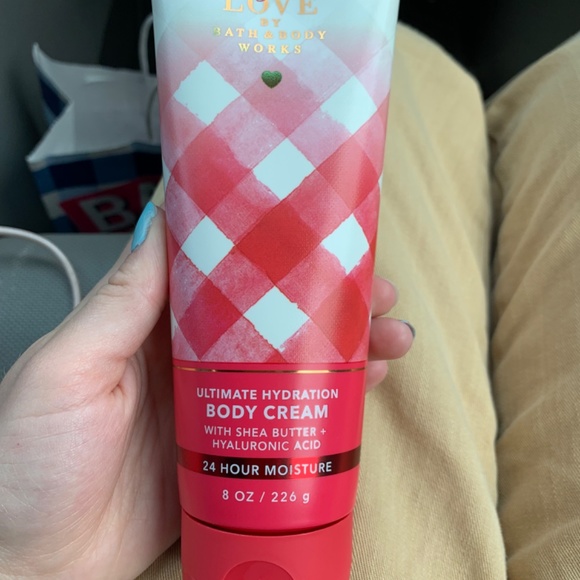 LOVE
BY
BATH & BODY
WORKS
ULTIMATE HYDRATION
BODY CREAM
WITH SHEA BUTTER +
HYALURONIC ACID
24 HOUR MOISTURE
8 OZ / 226 g
BA